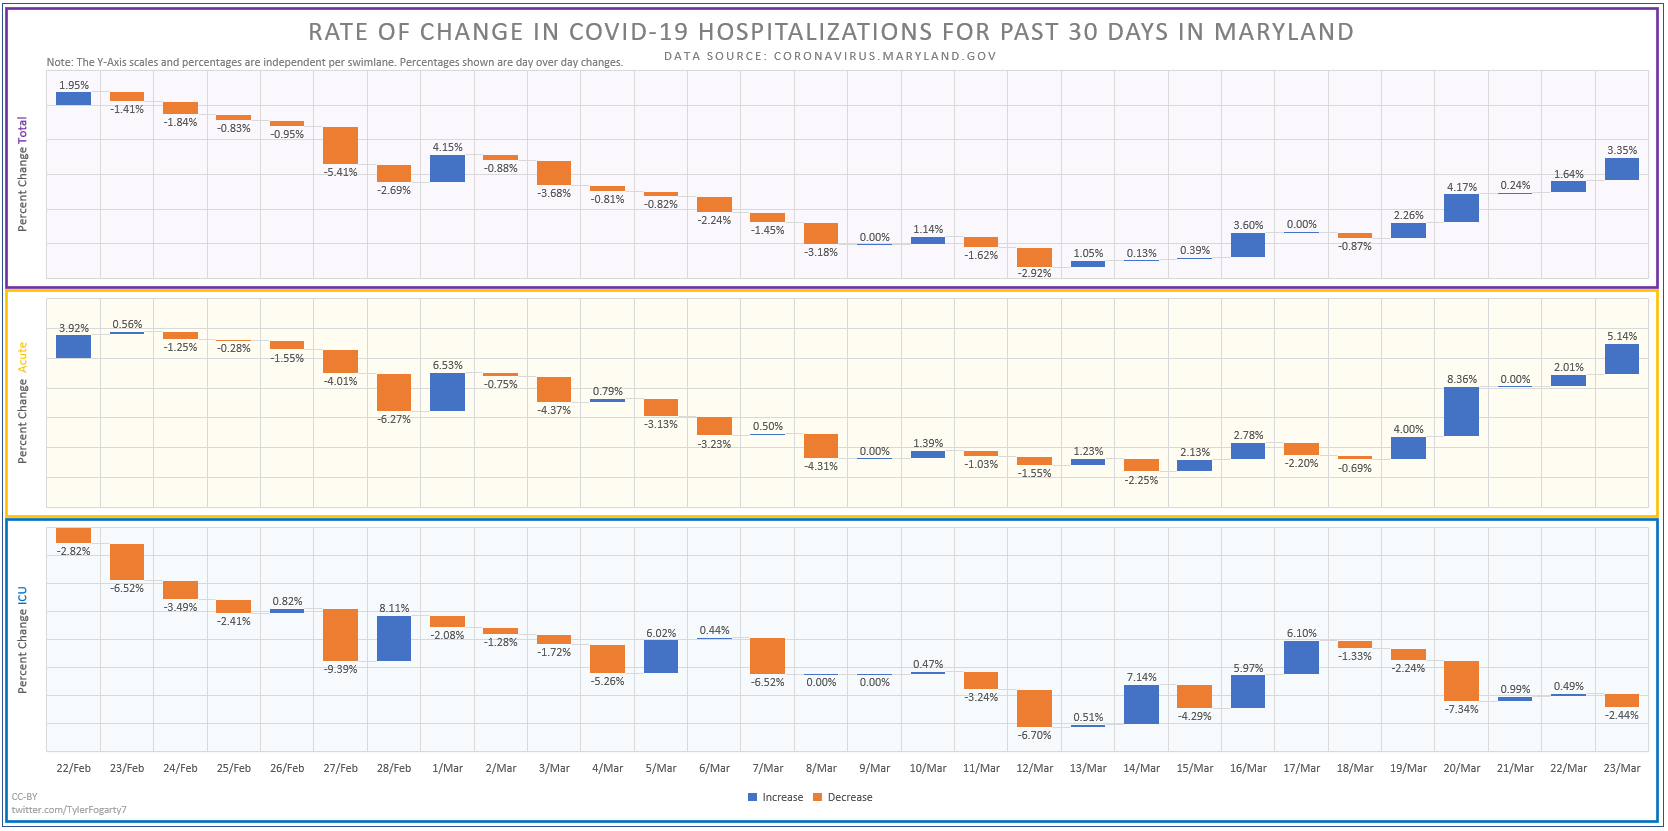 RATE OF CHANGE IN COVID-19 HOSPITALIZATIONS FOR PAST 30 DAYS IN MARYLAND
DATA SOURCE: CORONAVIRUS.MARYLAND.GOV
Note: The Y-Axis scales and percentages are independent per swimlane. Percentages shown are day over day changes.
Percent Change Total
1.95% -1.41% -1.84% -0.83% -0.95% -5.41% -2.69% 4.15% -0.88% -3.68% -0.81% -0.82% -2.24% -1.45% -3.18% 0.00% 1.14% -1.62% -2.92% 1.05% 0.13% 0.39% 3.60% 0.00% -0.87% 2.26% 4.17% 0.24% 1.64% 3.35%
Percent Change Acute
3.92% 0.56% -1.25% -0.28% -1.55% -4.01% -6.27% 6.53% -0.75% -4.37% 0.79% -3.13% -3.23% 0.50% -4.31% 0.00% 1.39% -1.03% -1.55% 1.23% -2.25% 2.13% 2.78% -2.20% -0.69% 4.00% 8.36% 0.00% 2.01% 5.14%
Percent Change ICU
-2.82% -6.52% -3.49% -2.41% 0.82% -9.39% 8.11% -2.08% -1.28% -1.72% -5.26% 6.02% 0.44% -6.52% 0.00% 0.00% 0.47% -3.24% -6.70% 0.51% 7.14% -4.29% 5.97% 6.10% -1.33% -2.24% -7.34% 0.99% 0.49% -2.44%
22/Feb 23/Feb 24/Feb 25/Feb 26/Feb 27/Feb 28/Feb 1/Mar 2/Mar 3/Mar 4/Mar 5/Mar 6/Mar 7/Mar 8/Mar 9/Mar 10/Mar 11/Mar 12/Mar 13/Mar 14/Mar 15/Mar 16/Mar 17/Mar 18/Mar 19/Mar 20/Mar 21/Mar 22/Mar 23/Mar
Increase Decrease
CC-BY
twitter.com/TylerFogarty7